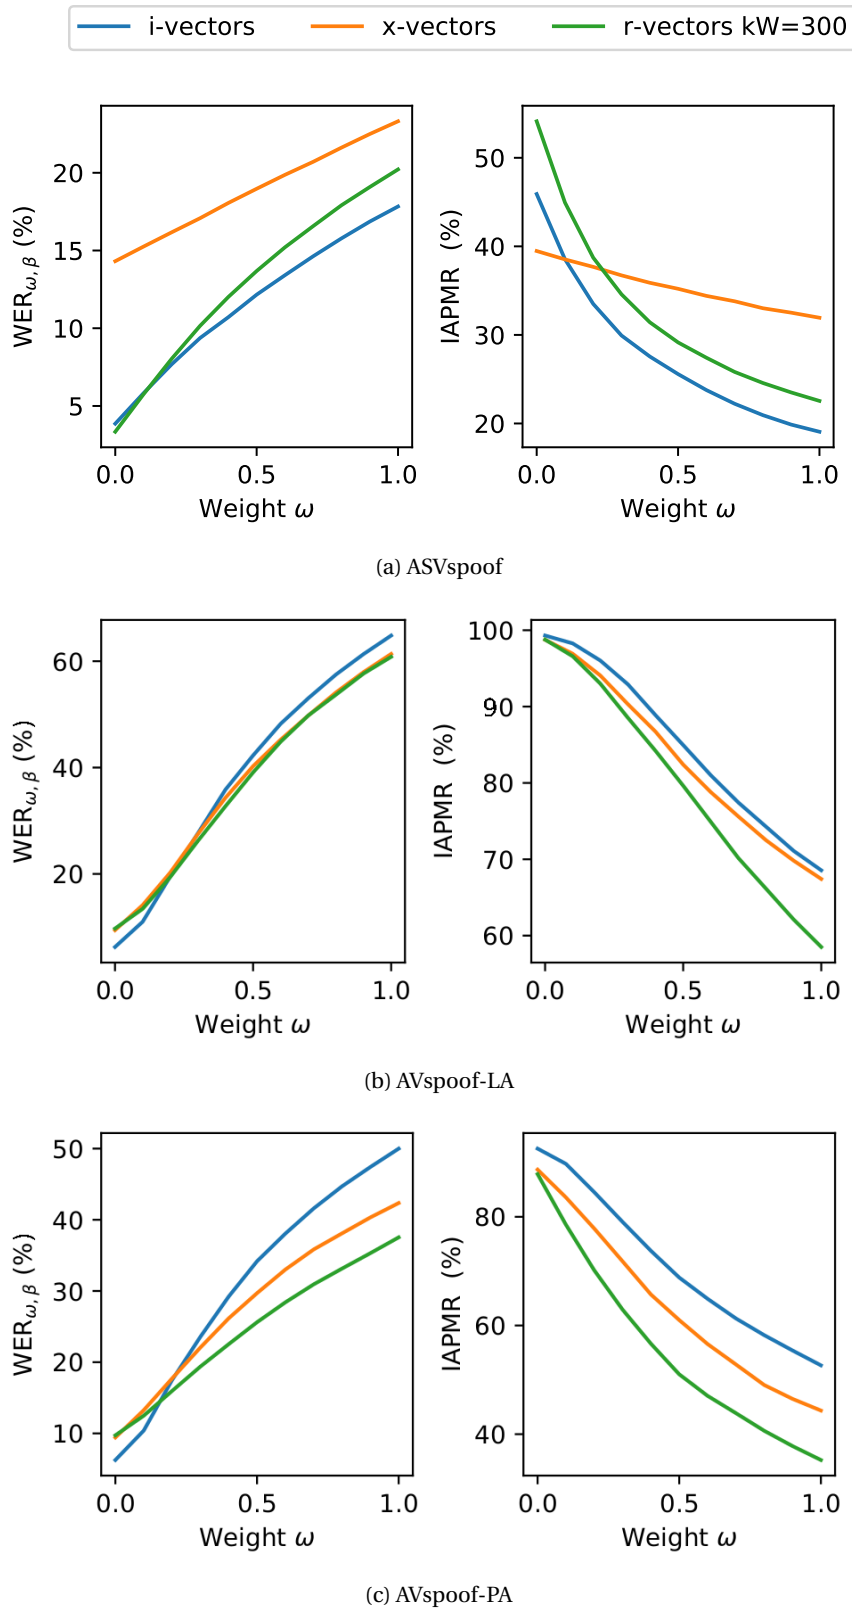 i-vectors x-vectors r-vectors kW=300
WER_{ω,β} (%)
20
15
10
5
0.0 0.5 1.0
Weight ω
IAPMR (%)
50
40
30
20
0.0 0.5 1.0
Weight ω
(a) ASVspoof
WER_{ω,β} (%)
60
40
20
0.0 0.5 1.0
Weight ω
IAPMR (%)
100
90
80
70
60
0.0 0.5 1.0
Weight ω
(b) AVspoof-LA
WER_{ω,β} (%)
50
40
30
20
10
0.0 0.5 1.0
Weight ω
IAPMR (%)
80
60
40
0.0 0.5 1.0
Weight ω
(c) AVspoof-PA